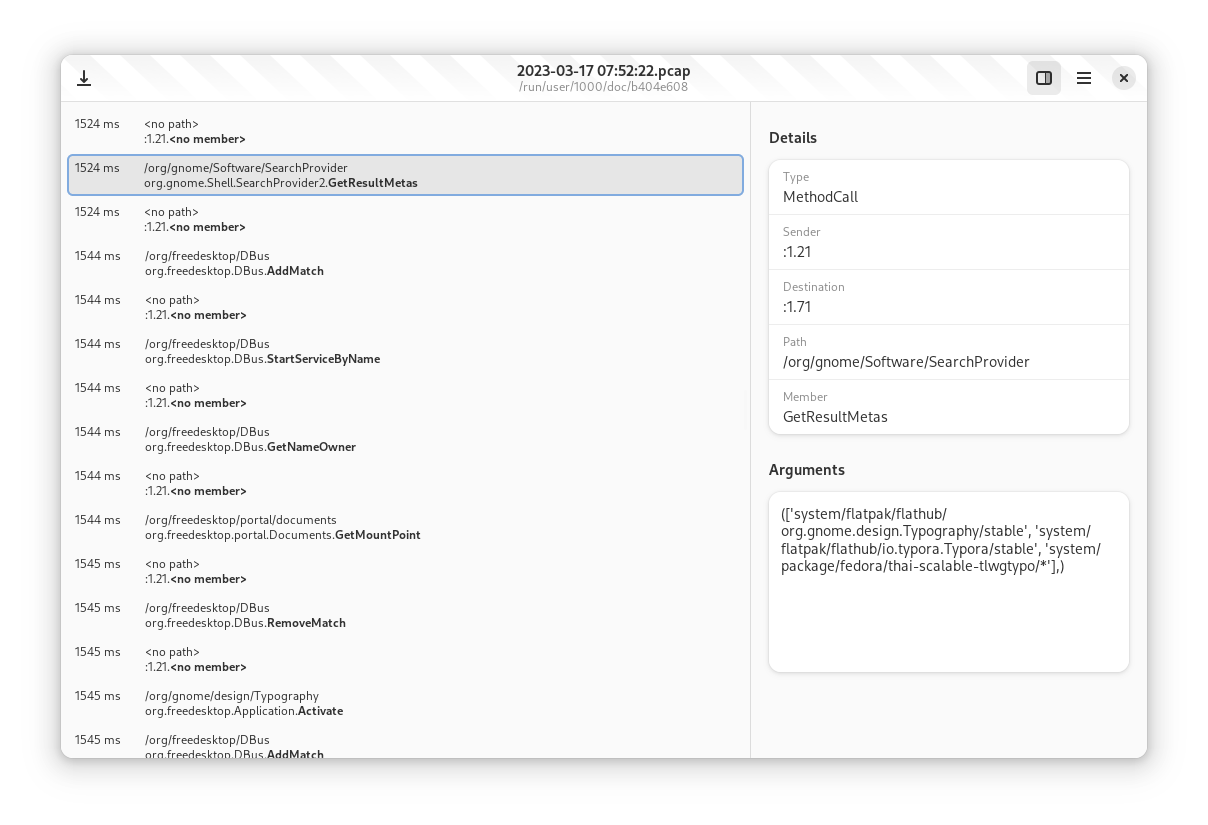 2023-03-17 07:52:22.pcap
/run/user/1000/doc/b404e608
1524 ms <no path>
:1.21.<no member>
1524 ms /org/gnome/Software/SearchProvider
org.gnome.Shell.SearchProvider2.GetResultMetas
1524 ms <no path>
:1.21.<no member>
1544 ms /org/freedesktop/DBus
org.freedesktop.DBus.AddMatch
1544 ms <no path>
:1.21.<no member>
1544 ms /org/freedesktop/DBus
org.freedesktop.DBus.StartServiceByName
1544 ms <no path>
:1.21.<no member>
1544 ms /org/freedesktop/DBus
org.freedesktop.DBus.GetNameOwner
1544 ms <no path>
:1.21.<no member>
1544 ms /org/freedesktop/portal/documents
org.freedesktop.portal.Documents.GetMountPoint
1545 ms <no path>
:1.21.<no member>
1545 ms /org/freedesktop/DBus
org.freedesktop.DBus.RemoveMatch
1545 ms <no path>
:1.21.<no member>
1545 ms /org/gnome/design/Typography
org.freedesktop.Application.Activate
1545 ms /org/freedesktop/DBus
org.freedesktop.DBus.AddMatch
Details
Type
MethodCall
Sender
:1.21
Destination
:1.71
Path
/org/gnome/Software/SearchProvider
Member
GetResultMetas
Arguments
(['system/flatpak/flathub/
org.gnome.design.Typography/stable', 'system/
flatpak/flathub/io.typora.Typora/stable', 'system/
package/fedora/thai-scalable-tlwgtypo/*'],)